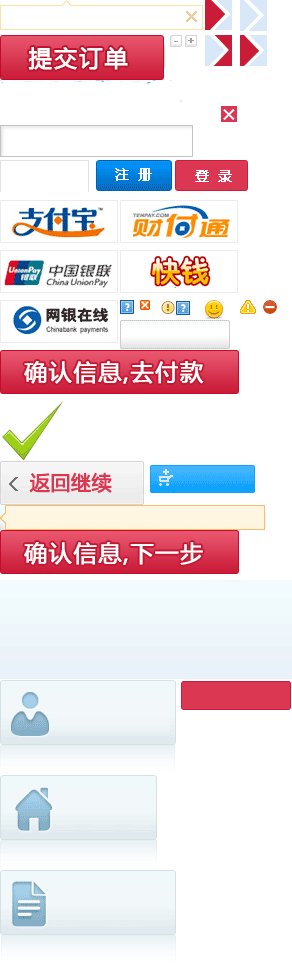 提交订单
注 册
登 录
支付宝
TENPAY.COM
财付通
UnionPay
银联
中国银联
China UnionPay
快钱
网银在线
Chinabank payments
确认信息,去付款
返回继续
确认信息,下一步